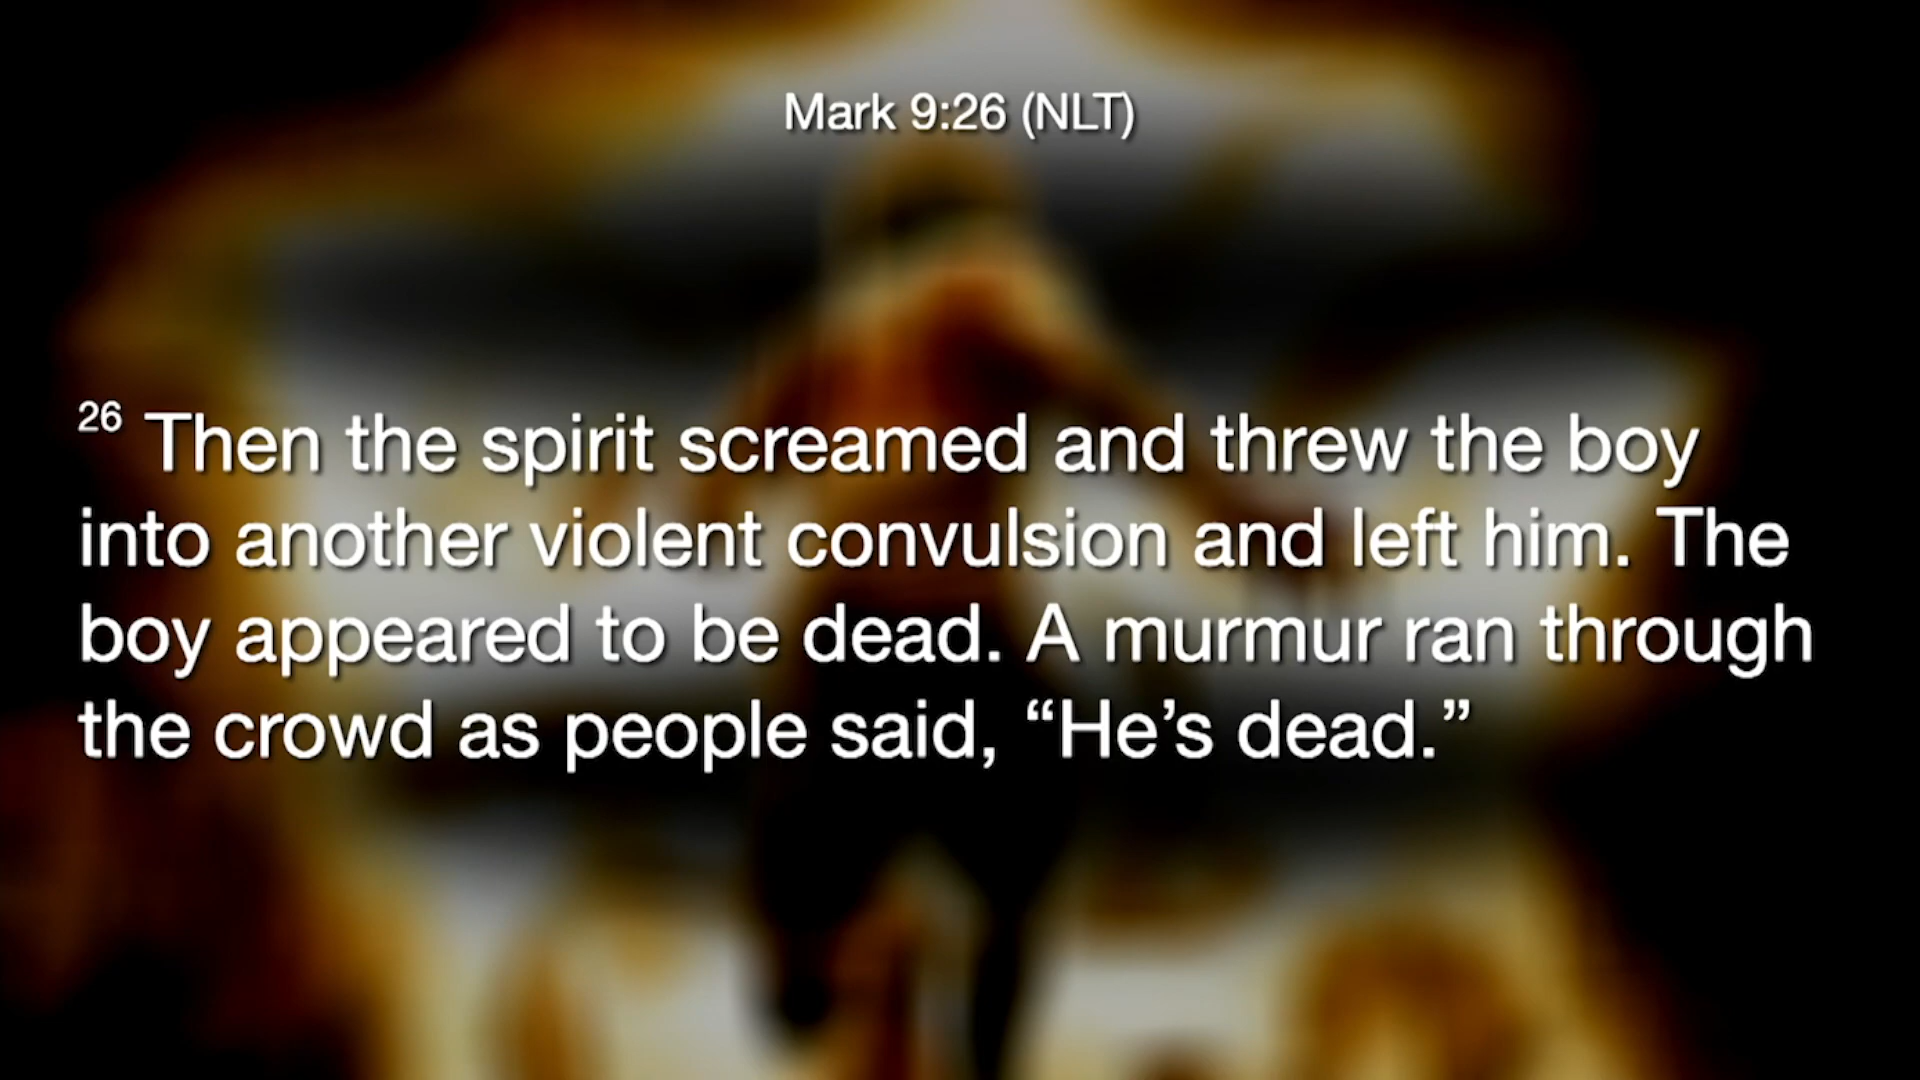 Mark 9:26 (NLT)
26 Then the spirit screamed and threw the boy
into another violent convulsion and left him. The
boy appeared to be dead. A murmur ran through
the crowd as people said, “He’s dead.”